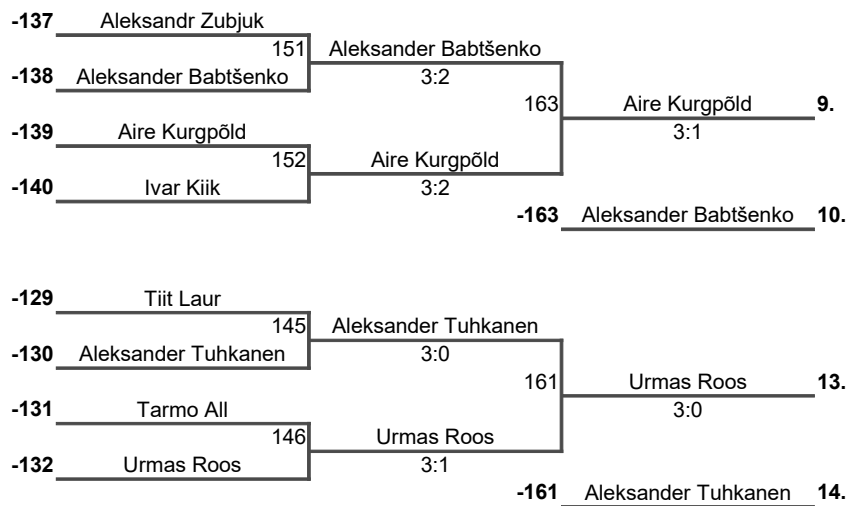 -137 Aleksandr Zubjuk
151 Aleksander Babtšenko
-138 Aleksander Babtšenko 3:2
163 Aire Kurgpõld 9.
-139 Aire Kurgpõld 3:1
152 Aire Kurgpõld
-140 Ivar Kiik 3:2
-163 Aleksander Babtšenko 10.
-129 Tiit Laur
145 Aleksander Tuhkanen
-130 Aleksander Tuhkanen 3:0
161 Urmas Roos 13.
-131 Tarmo All 3:0
146 Urmas Roos
-132 Urmas Roos 3:1
-161 Aleksander Tuhkanen 14.